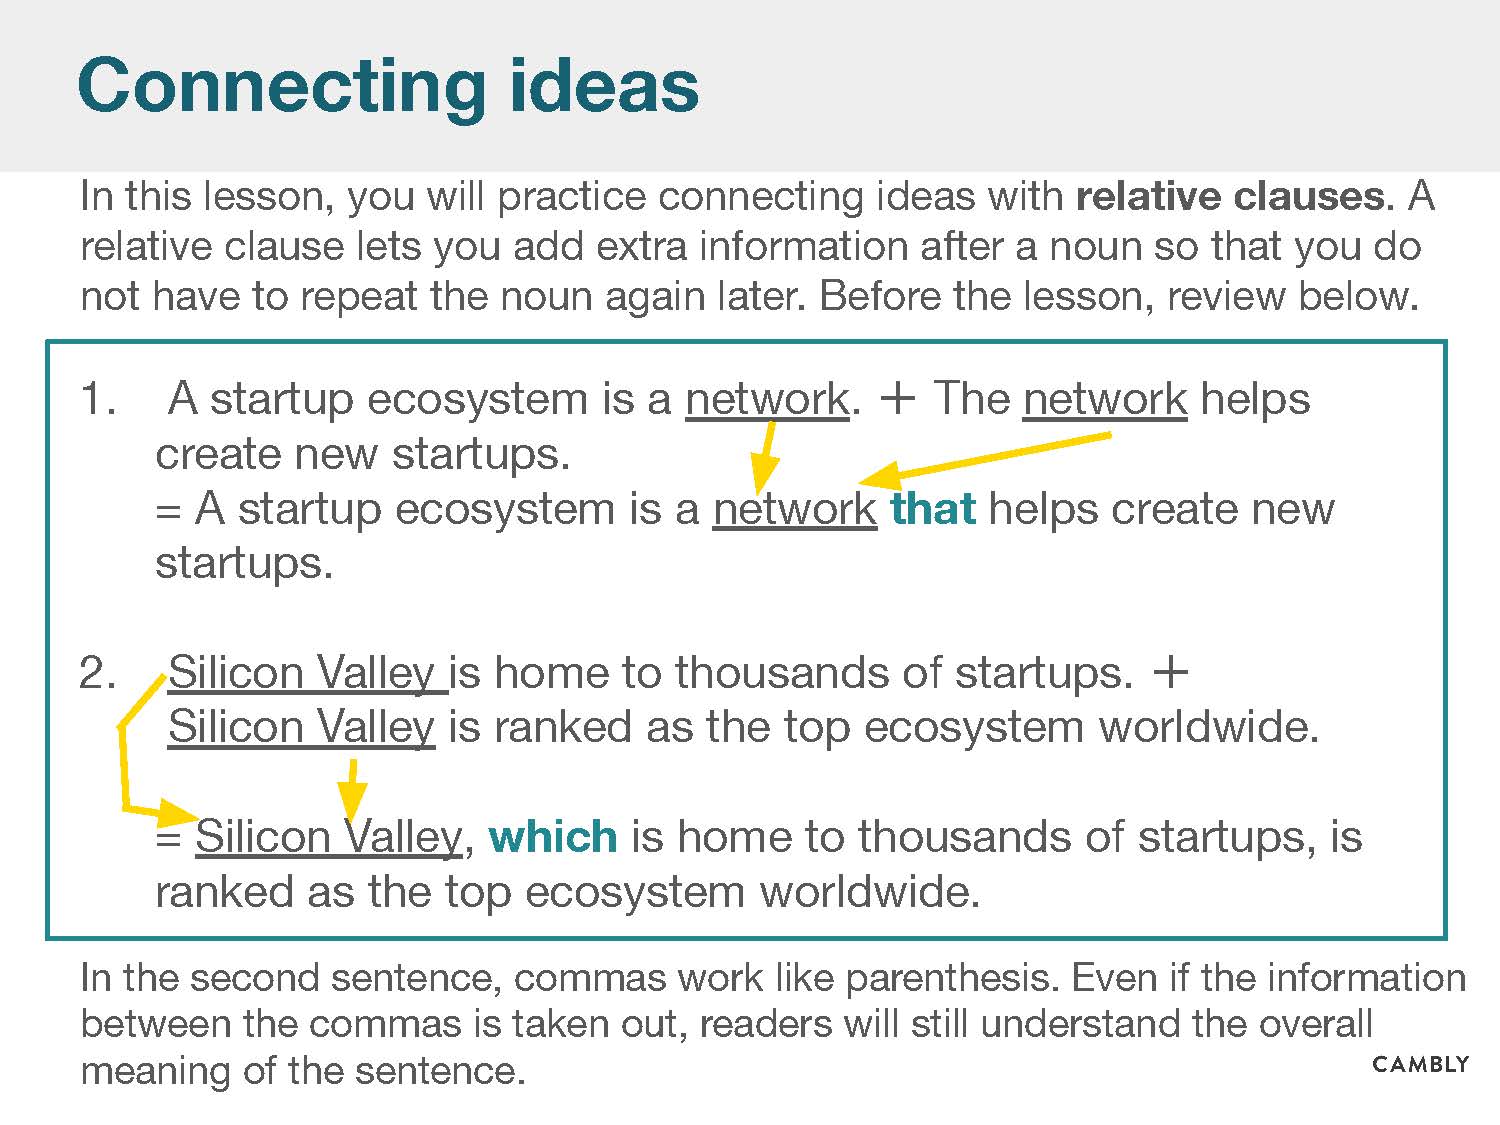 Connecting ideas
In this lesson, you will practice connecting ideas with relative clauses. A
relative clause lets you add extra information after a noun so that you do
not have to repeat the noun again later. Before the lesson, review below.
1. A startup ecosystem is a network. + The network helps
create new startups.
= A startup ecosystem is a network that helps create new
startups.
2. Silicon Valley is home to thousands of startups. +
Silicon Valley is ranked as the top ecosystem worldwide.
= Silicon Valley, which is home to thousands of startups, is
ranked as the top ecosystem worldwide.
In the second sentence, commas work like parenthesis. Even if the information
between the commas is taken out, readers will still understand the overall
meaning of the sentence.
CAMBLY